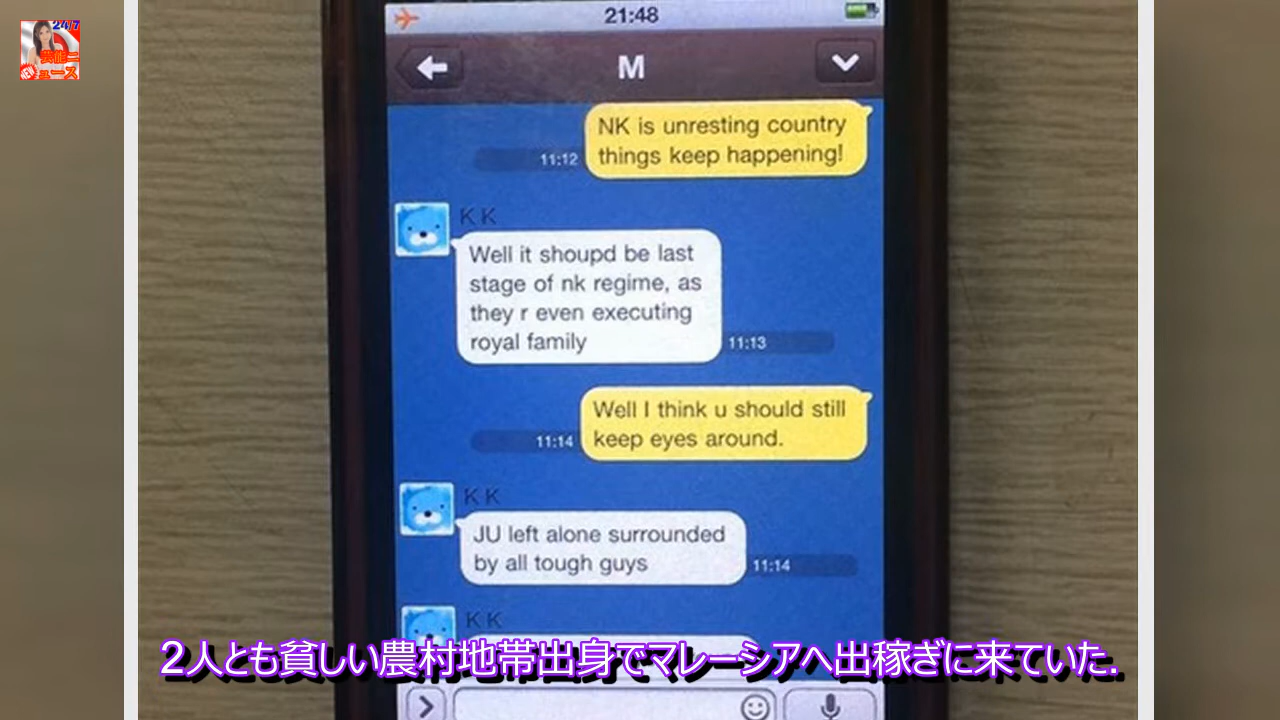 24/7
21:48
M
NK is unresting country
things keep happening!
11:12
K K
Well it shoupd be last
stage of nk regime, as
they r even executing
royal family
11:13
Well I think u should still
keep eyes around.
11:14
K K
JU left alone surrounded
by all tough guys
11:14
K K
2人とも貧しい農村地帯出身でマレーシアへ出稼ぎに来ていた.